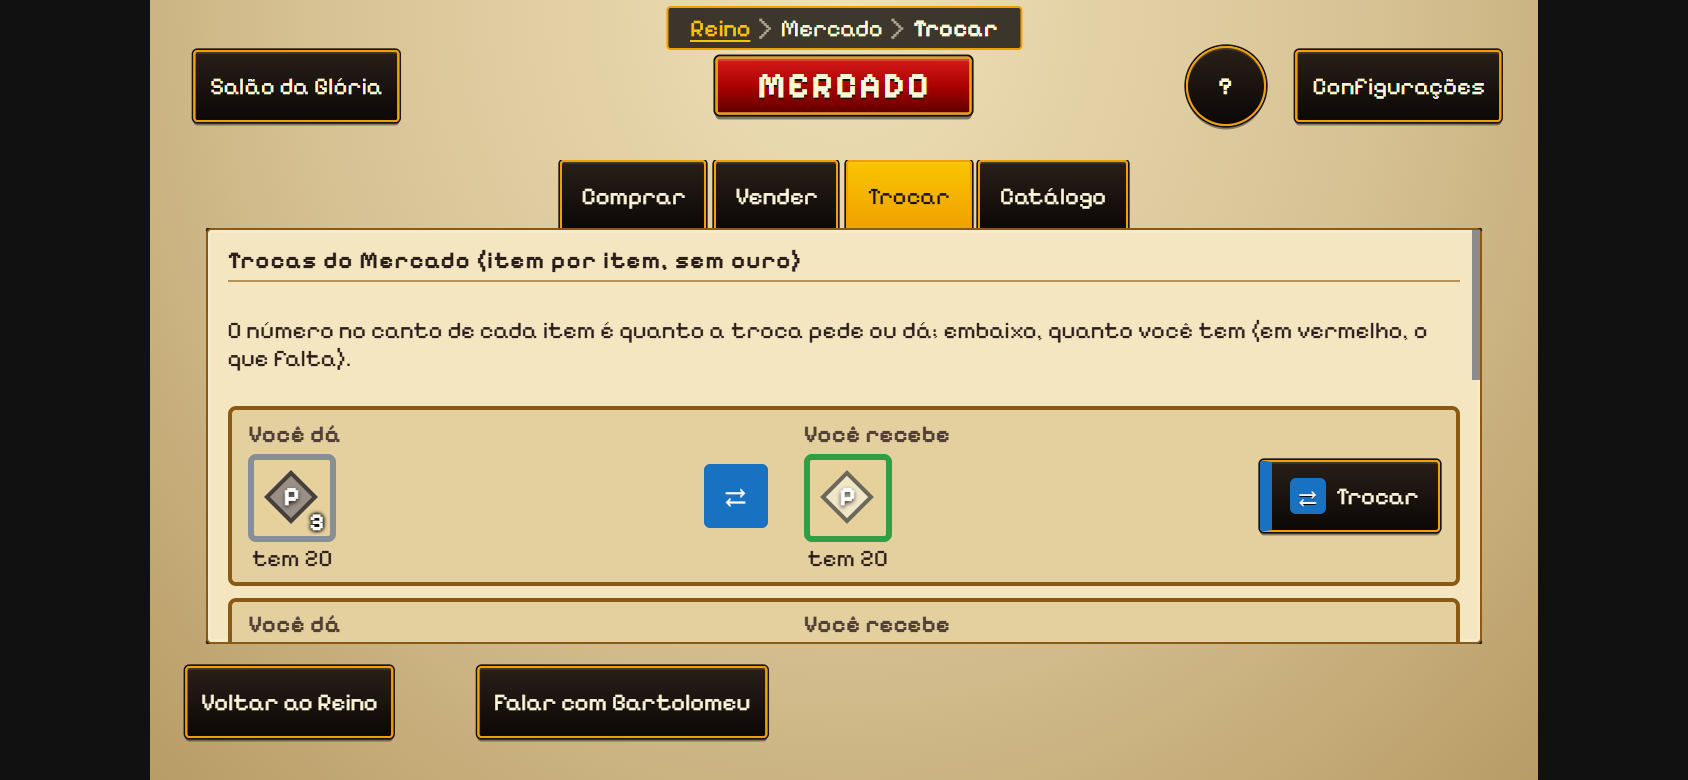 Reino > Mercado > Trocar
Salão da Glória
MERCADO
?
Configurações
Comprar
Vender
Trocar
Catálogo
Trocas do Mercado (item por item, sem ouro)
O número no canto de cada item é quanto a troca pede ou dá; embaixo, quanto você tem (em vermelho, o
que falta).
Você dá
Você recebe
P
3
P
Trocar
tem 20
tem 20
Você dá
Você recebe
Voltar ao Reino
Falar com Bartolomeu